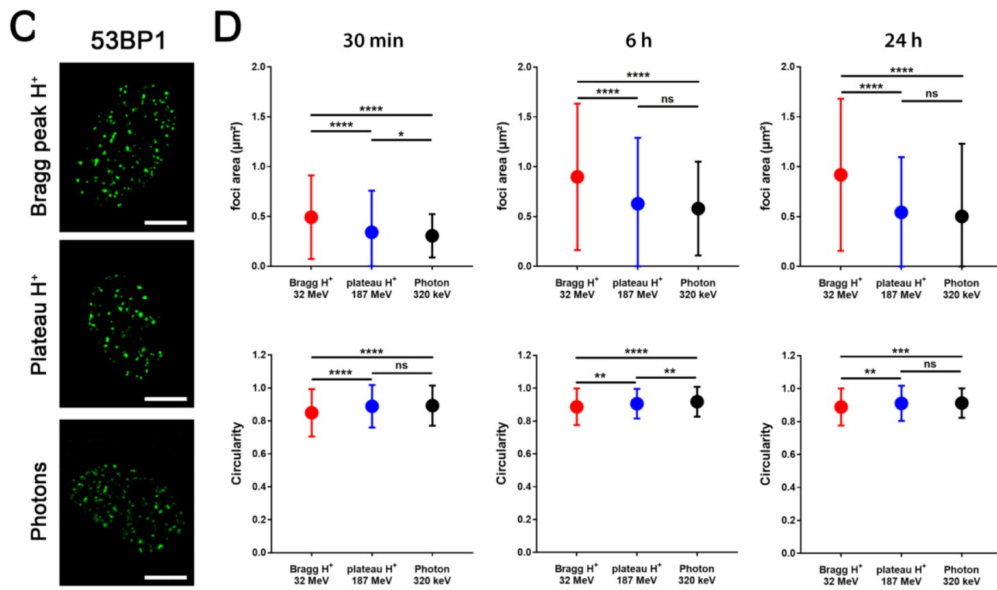 C
53BP1
Bragg peak H⁺
Plateau H⁺
Photons
D
30 min
6 h
24 h
foci area (µm²)
2.0
1.5
1.0
0.5
0.0
****
****
*
Bragg H⁺ plateau H⁺ Photon
32 MeV 187 MeV 320 keV
foci area (µm²)
2.0
1.5
1.0
0.5
0.0
****
****
ns
Bragg H⁺ plateau H⁺ Photon
32 MeV 187 MeV 320 keV
foci area (µm²)
2.0
1.5
1.0
0.5
0.0
****
****
ns
Bragg H⁺ plateau H⁺ Photon
32 MeV 187 MeV 320 keV
Circularity
1.2
1.0
0.8
0.6
0.4
0.2
0.0
****
****
ns
Bragg H⁺ plateau H⁺ Photon
32 MeV 187 MeV 320 keV
Circularity
1.2
1.0
0.8
0.6
0.4
0.2
0.0
****
**
**
Bragg H⁺ plateau H⁺ Photon
32 MeV 187 MeV 320 keV
Circularity
1.2
1.0
0.8
0.6
0.4
0.2
0.0
***
**
ns
Bragg H⁺ plateau H⁺ Photon
32 MeV 187 MeV 320 keV